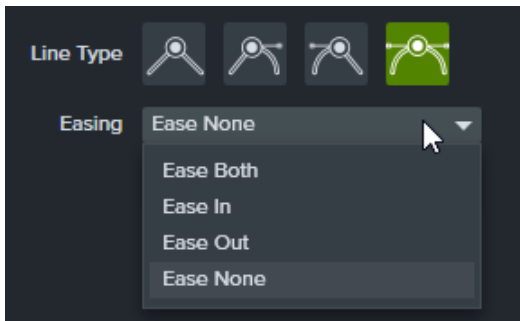 Line Type
Easing Ease None
Ease Both
Ease In
Ease Out
Ease None